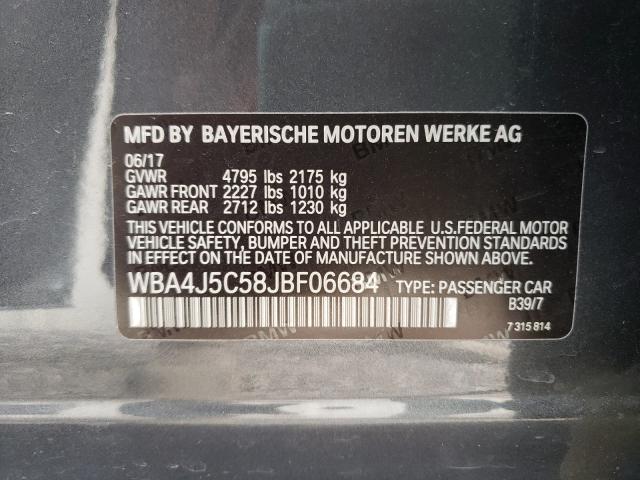 MFD BY BAYERISCHE MOTOREN WERKE AG
06/17
GVWR 4795 lbs 2175 kg
GAWR FRONT 2227 lbs 1010 kg
GAWR REAR 2712 lbs 1230 kg
THIS VEHICLE CONFORMS TO ALL APPLICABLE U.S.FEDERAL MOTOR
VEHICLE SAFETY, BUMPER AND THEFT PREVENTION STANDARDS
IN EFFECT ON THE DATE OF MANUFACTURE SHOWN ABOVE.
WBA4J5C58JBF06684 TYPE: PASSENGER CAR
B39/7
7 315 814
BMW